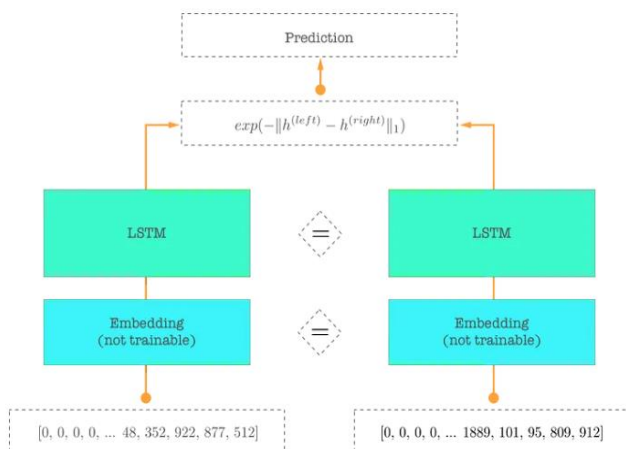 Prediction
exp(−‖h^(left) − h^(right)‖₁)
LSTM = LSTM
Embedding (not trainable) = Embedding (not trainable)
[0, 0, 0, 0, ... 48, 352, 922, 877, 512] [0, 0, 0, 0, ... 1889, 101, 95, 809, 912]